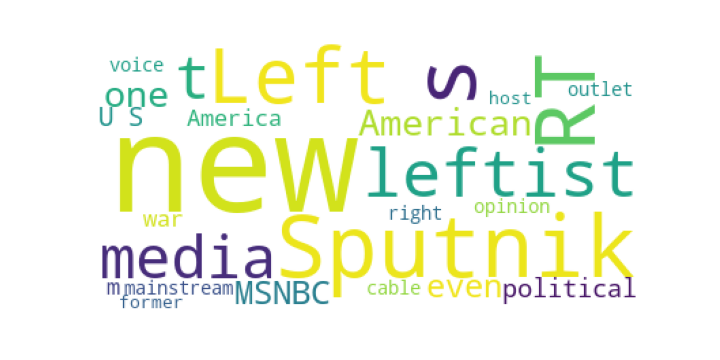 voice
t Left s RT
one host outlet
U S America American
new leftist
war right opinion
media Sputnik
m mainstream MSNBC cable even political
former